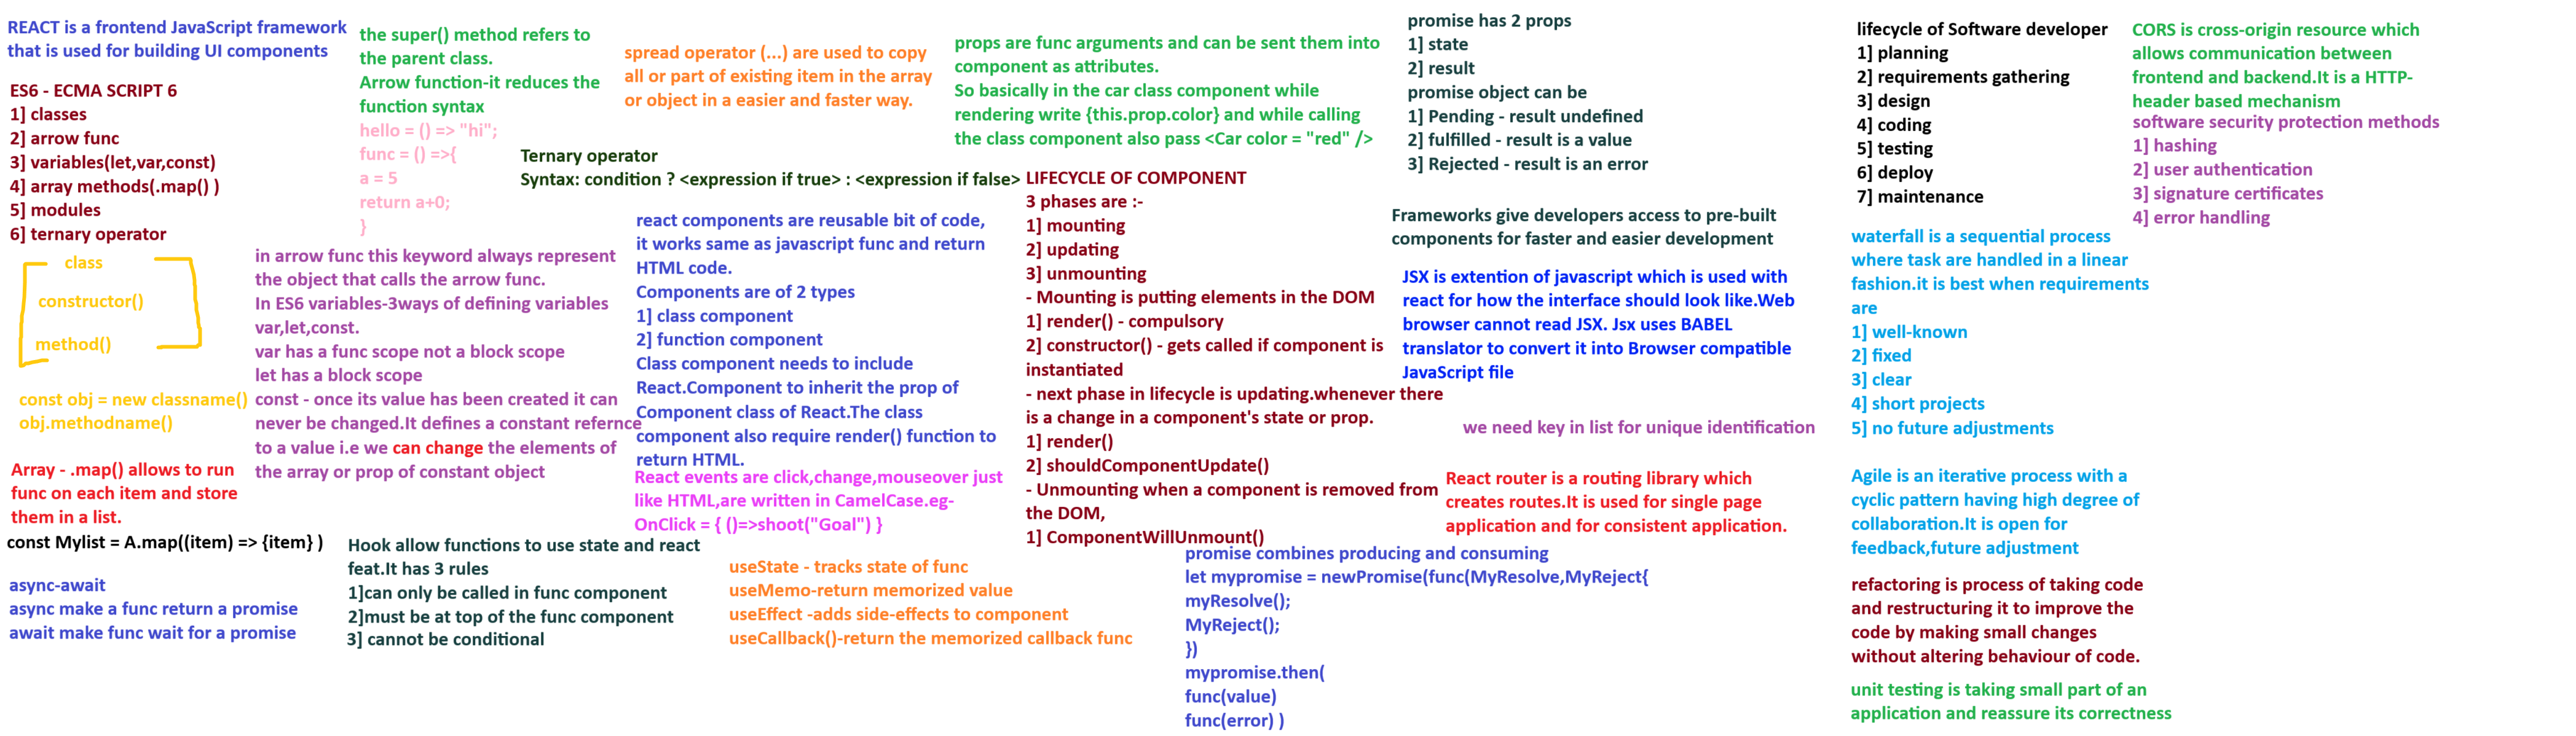 REACT is a frontend JavaScript framework
that is used for building UI components
ES6 - ECMA SCRIPT 6
1] classes
2] arrow func
3] variables(let,var,const)
4] array methods(.map() )
5] modules
6] ternary operator
class
constructor()
method()
const obj = new classname()
obj.methodname()
Array - .map() allows to run
func on each item and store
them in a list.
const Mylist = A.map((item) => {item} )
async-await
async make a func return a promise
await make func wait for a promise
the super() method refers to
the parent class.
Arrow function-it reduces the
function syntax
hello = () => "hi";
func = () =>{
a = 5
return a+0;
}
in arrow func this keyword always represent
the object that calls the arrow func.
In ES6 variables-3ways of defining variables
var,let,const.
var has a func scope not a block scope
let has a block scope
const - once its value has been created it can
never be changed.It defines a constant refernce
to a value i.e we can change the elements of
the array or prop of constant object
Hook allow functions to use state and react
feat.It has 3 rules
1]can only be called in func component
2]must be at top of the func component
3] cannot be conditional
spread operator (...) are used to copy
all or part of existing item in the array
or object in a easier and faster way.
Ternary operator
Syntax: condition ? <expression if true> : <expression if false>
react components are reusable bit of code,
it works same as javascript func and return
HTML code.
Components are of 2 types
1] class component
2] function component
Class component needs to include
React.Component to inherit the prop of
Component class of React.The class
component also require render() function to
return HTML.
React events are click,change,mouseover just
like HTML,are written in CamelCase.eg-
OnClick = { ()=>shoot("Goal") }
useState - tracks state of func
useMemo-return memorized value
useEffect -adds side-effects to component
useCallback()-return the memorized callback func
props are func arguments and can be sent them into
component as attributes.
So basically in the car class component while
rendering write {this.prop.color} and while calling
the class component also pass <Car color = "red" />
LIFECYCLE OF COMPONENT
3 phases are :-
1] mounting
2] updating
3] unmounting
- Mounting is putting elements in the DOM
1] render() - compulsory
2] constructor() - gets called if component is
instantiated
- next phase in lifecycle is updating.whenever there
is a change in a component's state or prop.
1] render()
2] shouldComponentUpdate()
- Unmounting when a component is removed from
the DOM,
1] ComponentWillUnmount()
promise combines producing and consuming
let mypromise = newPromise(func(MyResolve,MyReject{
myResolve();
MyReject();
})
mypromise.then(
func(value)
func(error) )
promise has 2 props
1] state
2] result
promise object can be
1] Pending - result undefined
2] fulfilled - result is a value
3] Rejected - result is an error
Frameworks give developers access to pre-built
components for faster and easier development
JSX is extention of javascript which is used with
react for how the interface should look like.Web
browser cannot read JSX. Jsx uses BABEL
translator to convert it into Browser compatible
JavaScript file
we need key in list for unique identification
React router is a routing library which
creates routes.It is used for single page
application and for consistent application.
lifecycle of Software developer
1] planning
2] requirements gathering
3] design
4] coding
5] testing
6] deploy
7] maintenance
waterfall is a sequential process
where task are handled in a linear
fashion.it is best when requirements
are
1] well-known
2] fixed
3] clear
4] short projects
5] no future adjustments
Agile is an iterative process with a
cyclic pattern having high degree of
collaboration.It is open for
feedback,future adjustment
refactoring is process of taking code
and restructuring it to improve the
code by making small changes
without altering behaviour of code.
unit testing is taking small part of an
application and reassure its correctness
CORS is cross-origin resource which
allows communication between
frontend and backend.It is a HTTP-
header based mechanism
software security protection methods
1] hashing
2] user authentication
3] signature certificates
4] error handling